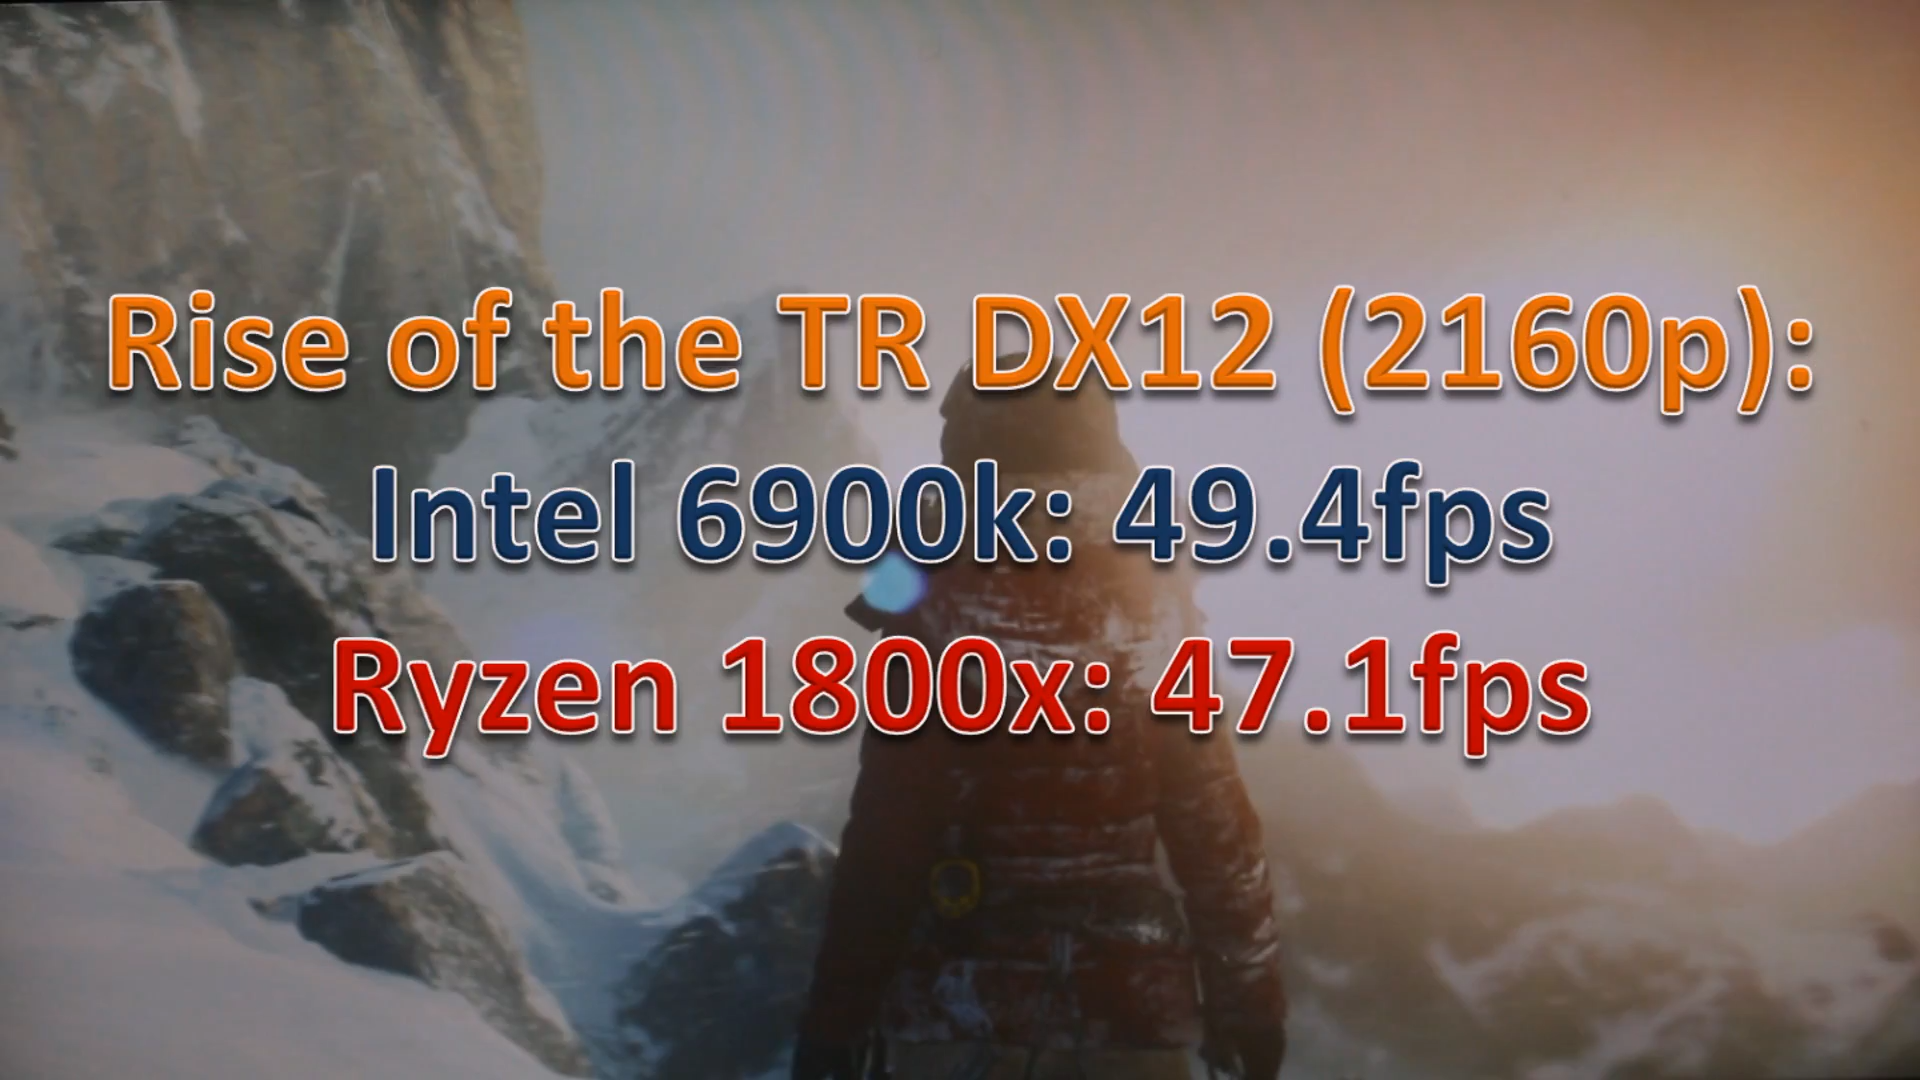 Rise of the TR DX12 (2160p):
Intel 6900k: 49.4fps
Ryzen 1800x: 47.1fps